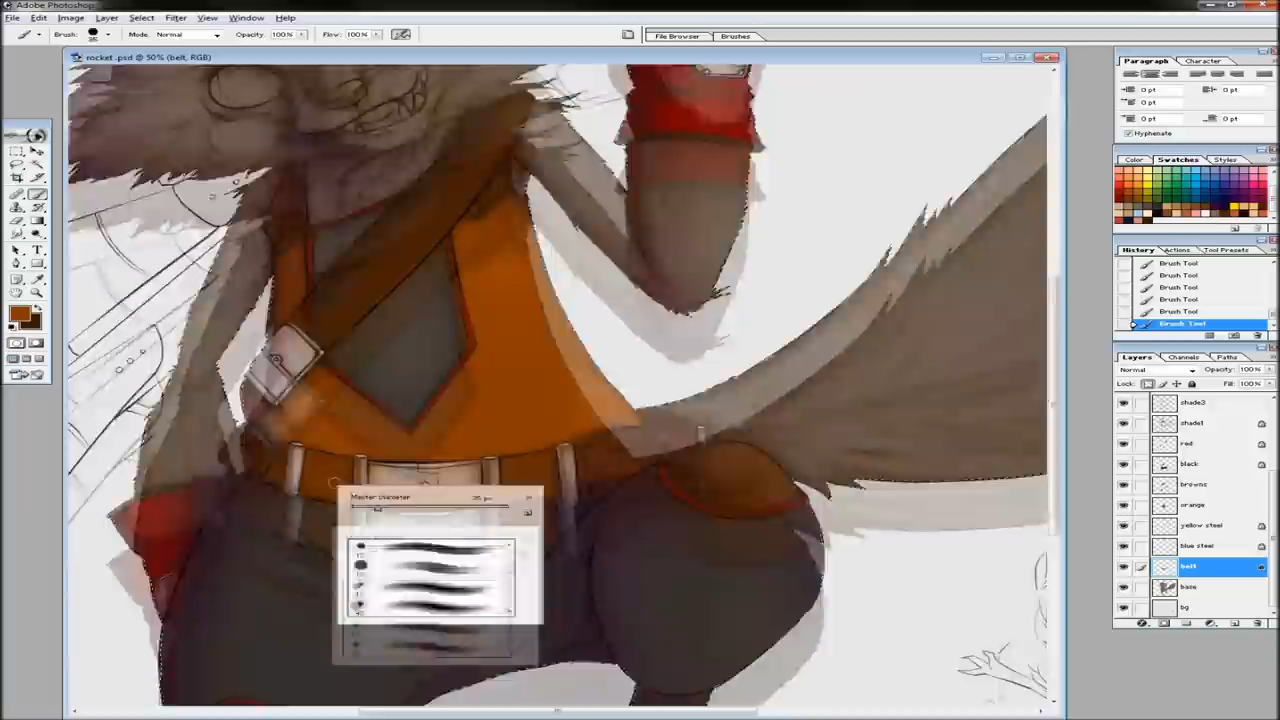 Adobe Photoshop
File Edit Image Layer Select Filter View Window Help
Brush: Mode: Normal Opacity: 100% Flow: 100% File Browser Brushes
rocket .psd @ 50% (belt, RGB)
Paragraph Character
0 pt 0 pt
0 pt
0 pt 0 pt
Hyphenate
Color Swatches Styles
History Actions Tool Presets
Brush Tool
Brush Tool
Brush Tool
Brush Tool
Brush Tool
Brush Tool
Layers Channels Paths
Normal Opacity: 100%
Lock: Fill: 100%
shade3
shade1
red
black
browns
orange
yellow steel
blue steel
belt
base
bg
Master Diameter